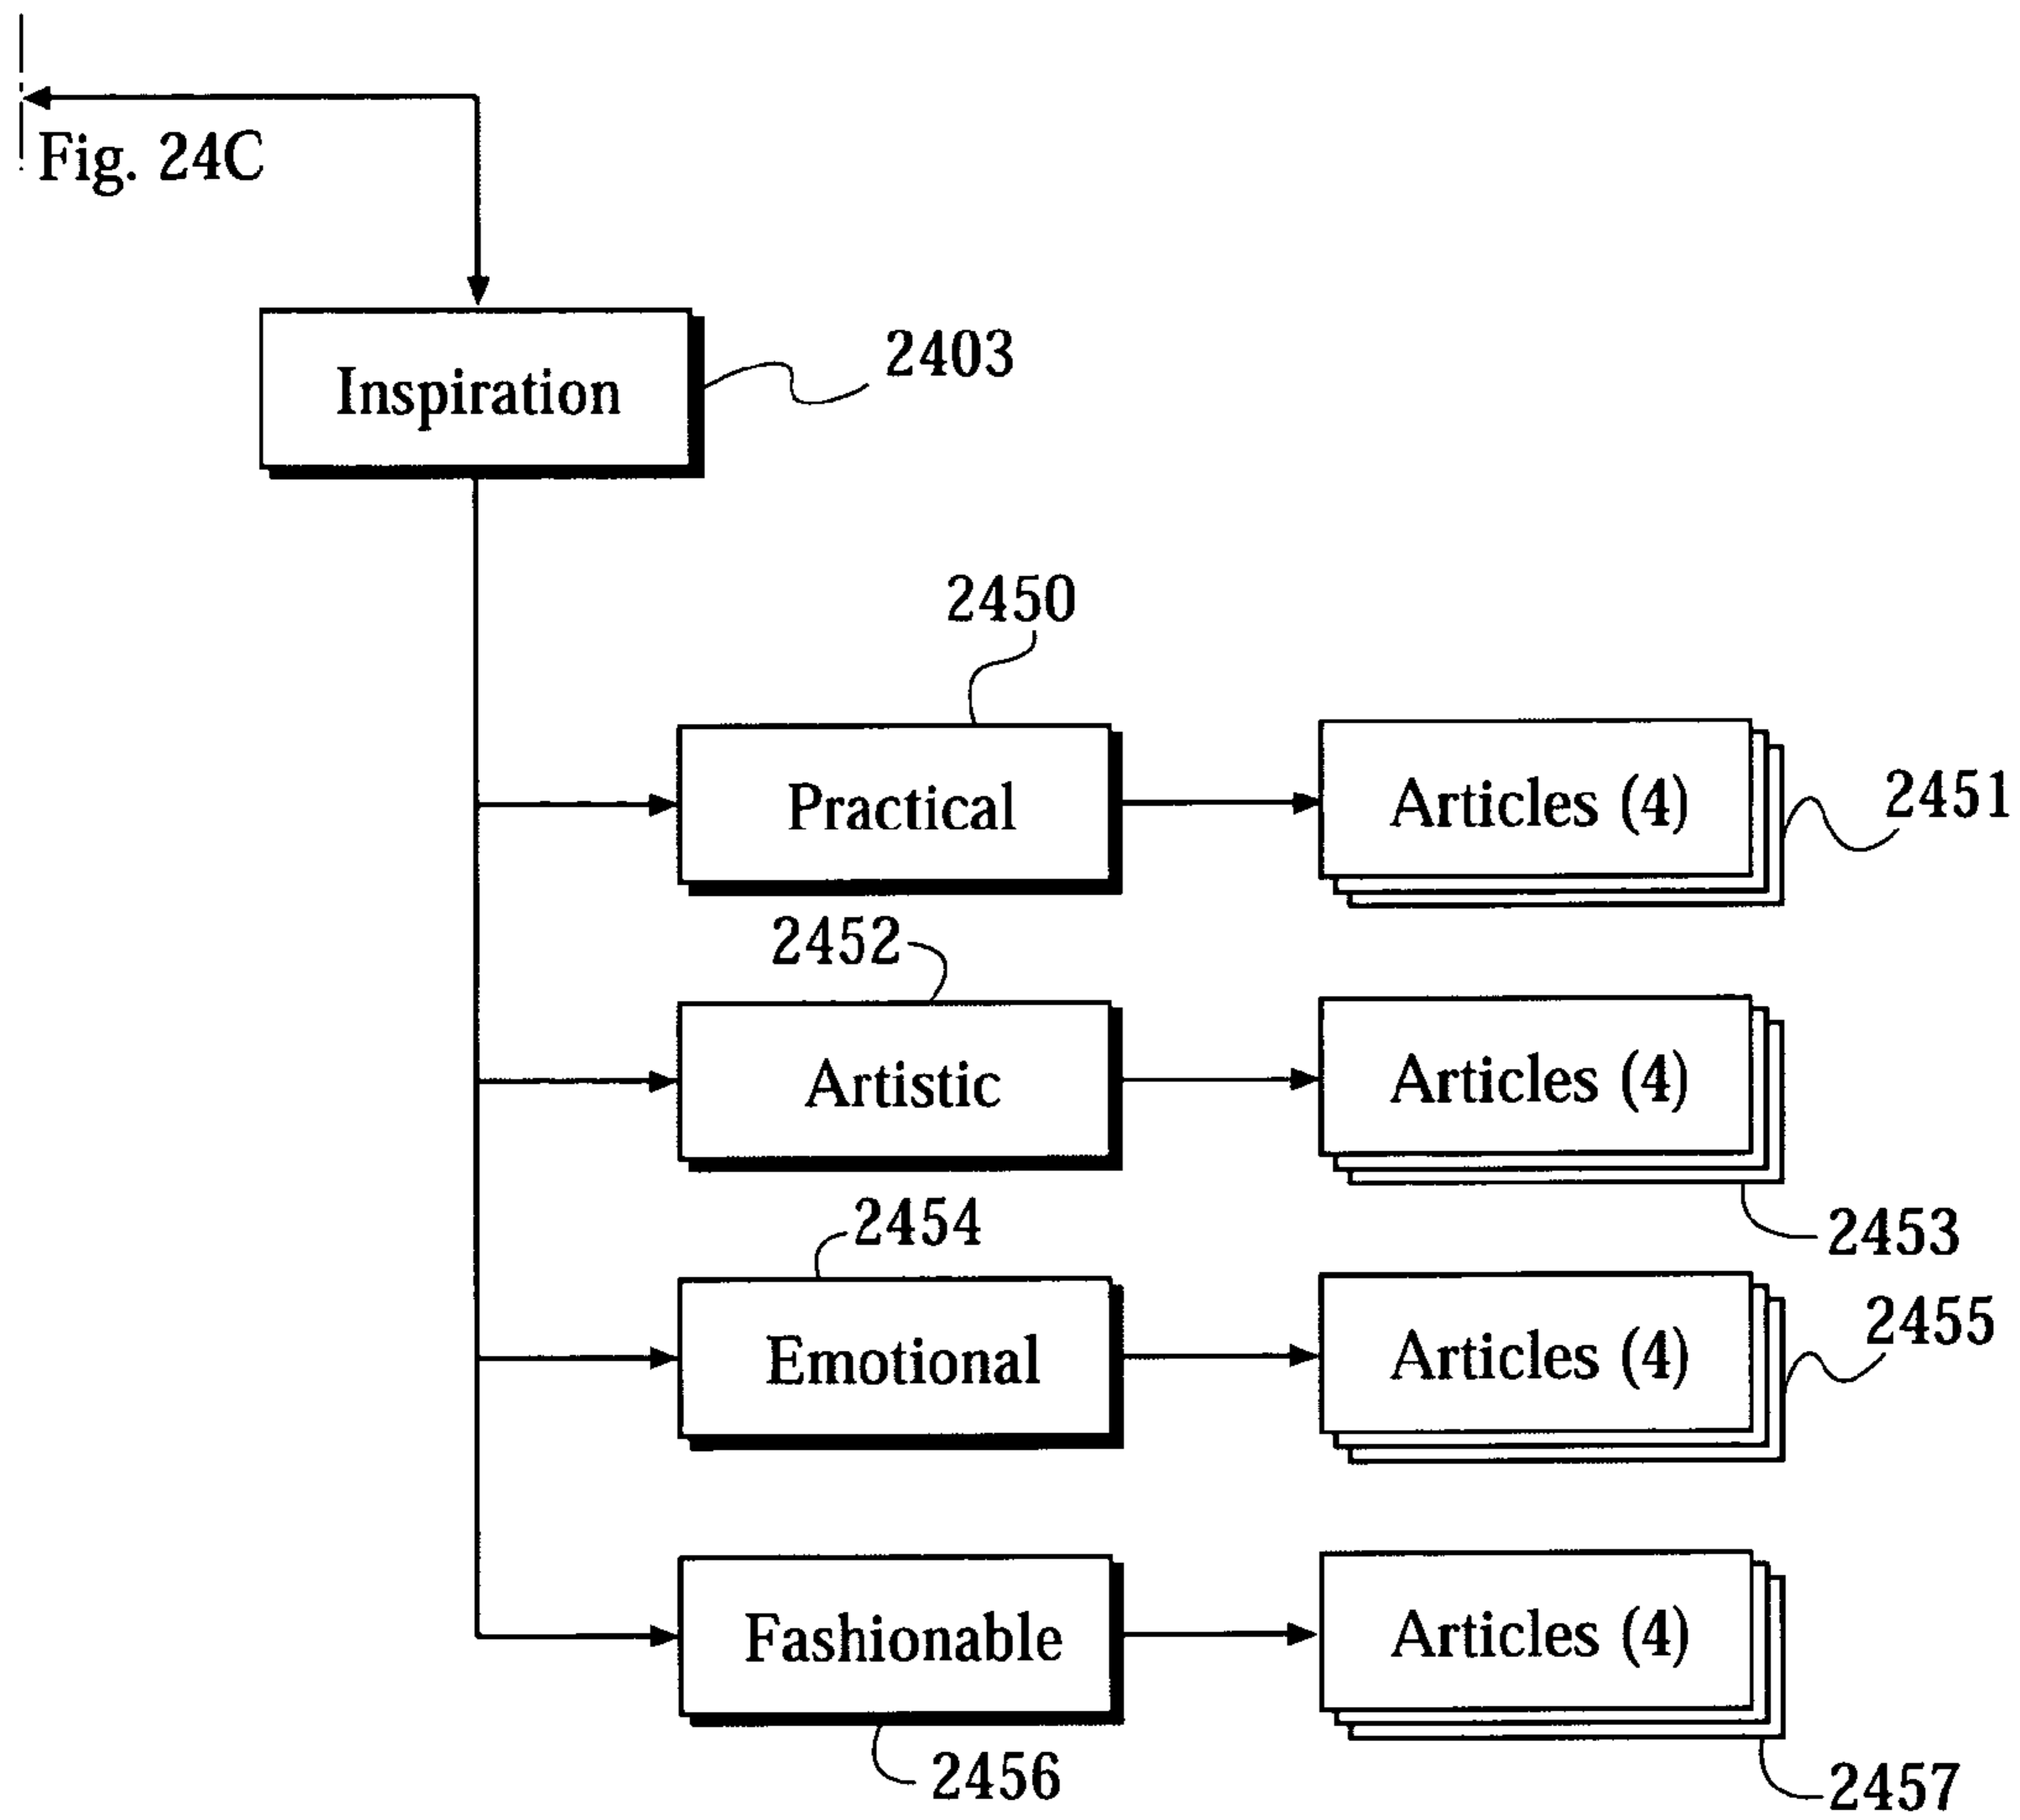 Fig. 24C
Inspiration
2403
2450
Practical
Articles (4)
2451
2452
Artistic
Articles (4)
2453
2454
Emotional
Articles (4)
2455
Fashionable
Articles (4)
2456
2457